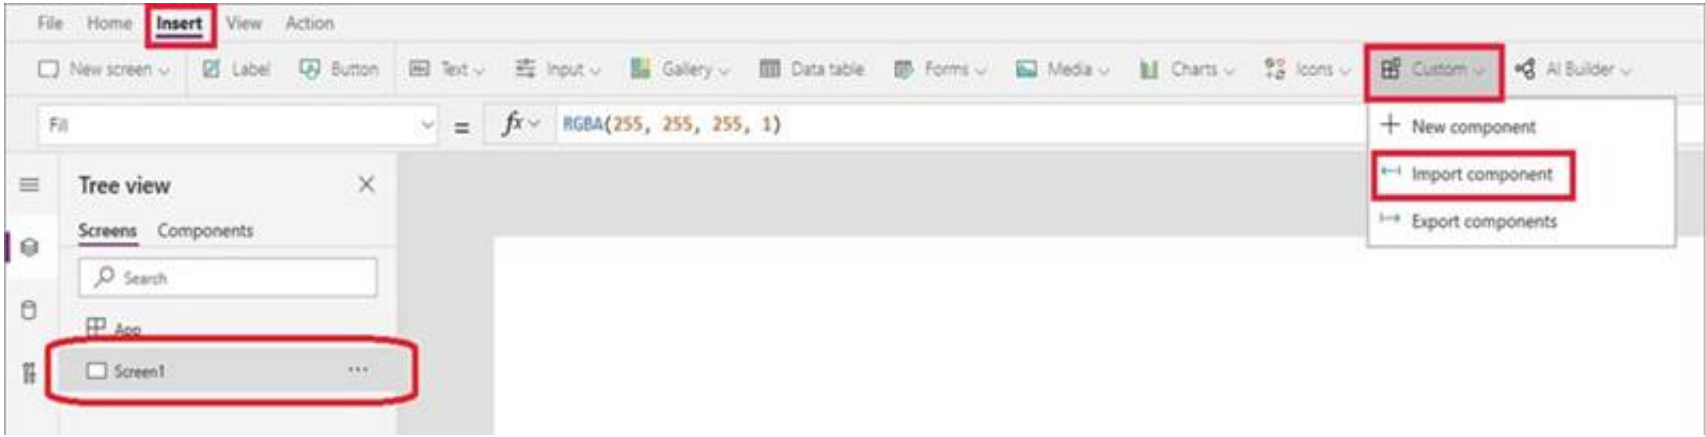 File Home Insert View Action
New screen Label Button Text Input Gallery Data table Forms Media Charts Icons Custom AI Builder
Fill = fx RGBA(255, 255, 255, 1)
New component
Import component
Export components
Tree view
Screens Components
Search
App
Screen1